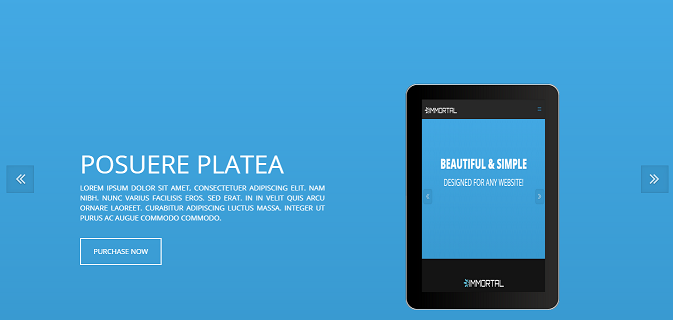 POSUERE PLATEA
LOREM IPSUM DOLOR SIT AMET, CONSECTETUER ADIPISCING ELIT. NAM
NIBH. NUNC VARIUS FACILISIS EROS. SED ERAT. IN IN VELIT QUIS ARCU
ORNARE LAOREET. CURABITUR ADIPISCING LUCTUS MASSA. INTEGER UT
PURUS AC AUGUE COMMODO COMMODO.
PURCHASE NOW
IMMORTAL
BEAUTIFUL & SIMPLE
DESIGNED FOR ANY WEBSITE!
IMMORTAL